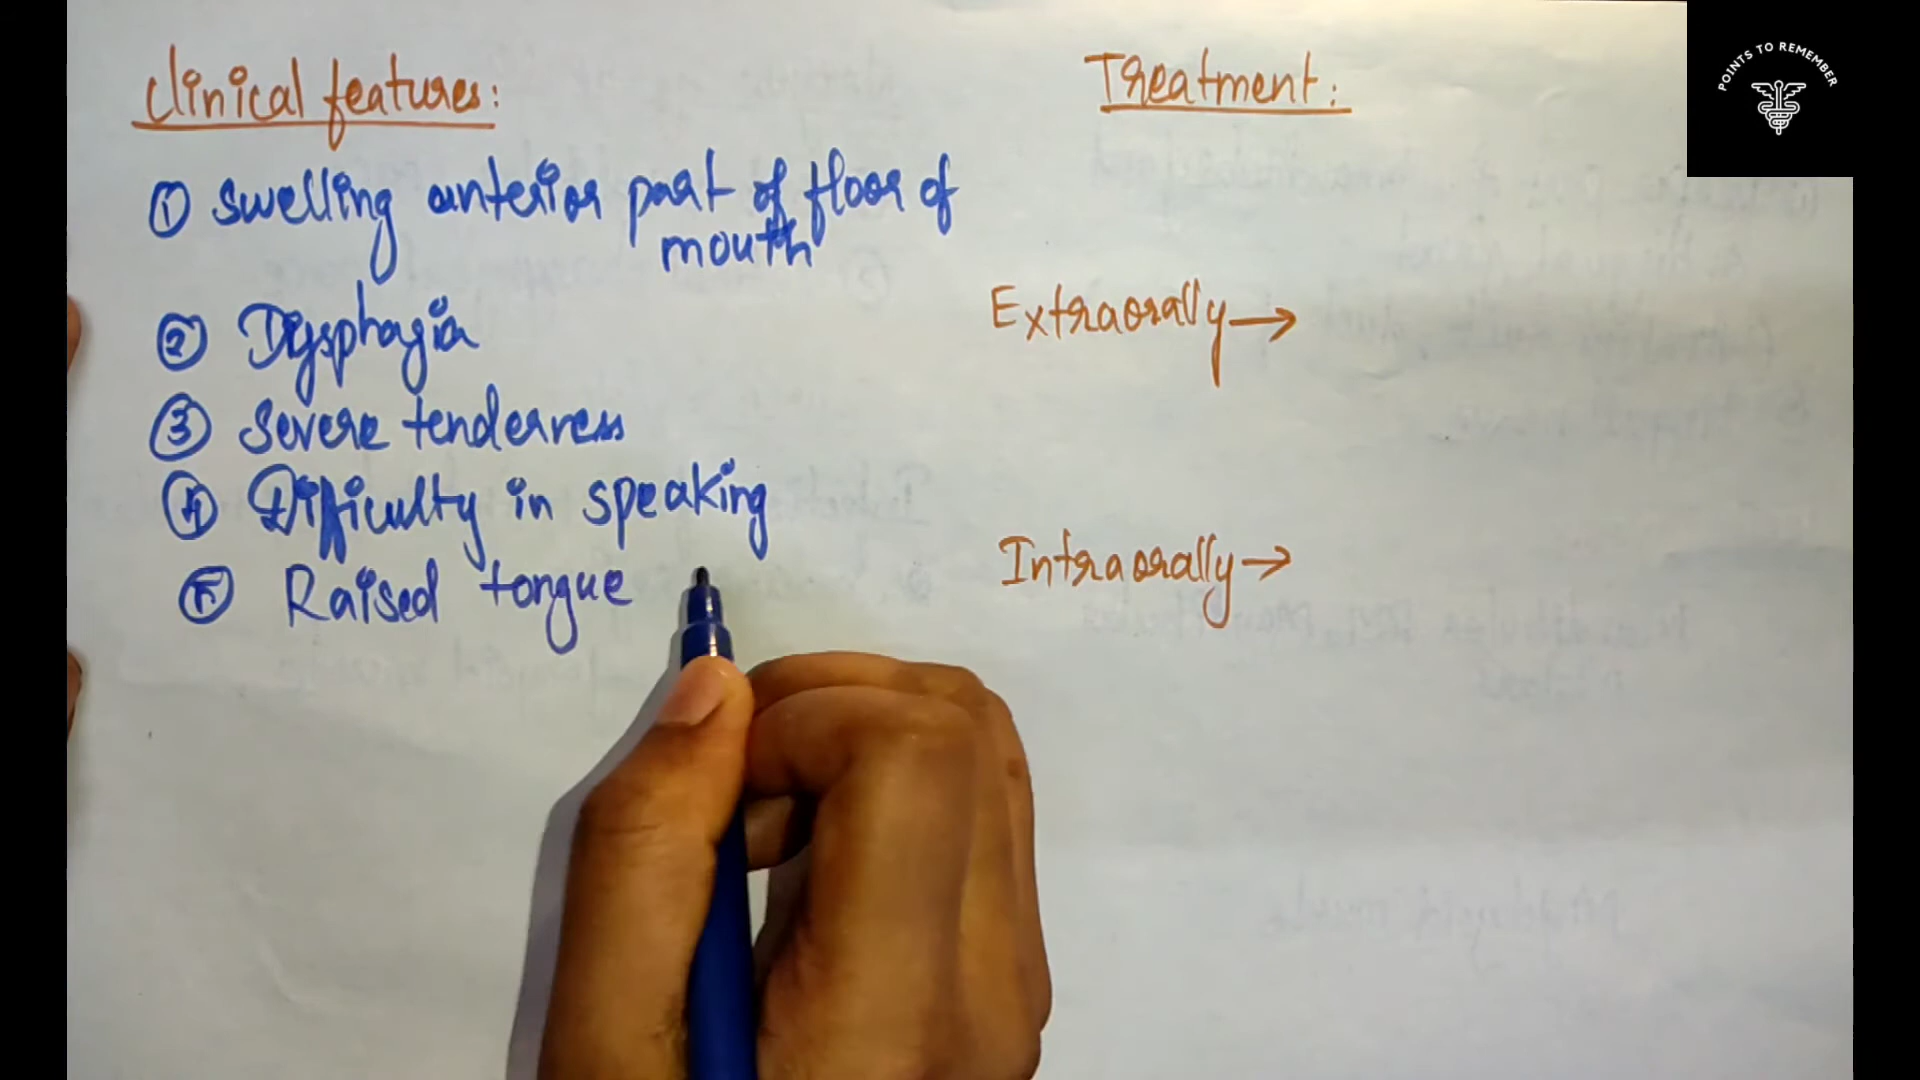 Clinical features:
① Swelling anterior part of floor of
mouth
② Dysphagia
③ Severe tenderness
④ Difficulty in speaking
⑤ Raised tongue
Treatment:
Extraorally →
Intraorally →
POINTS TO REMEMBER